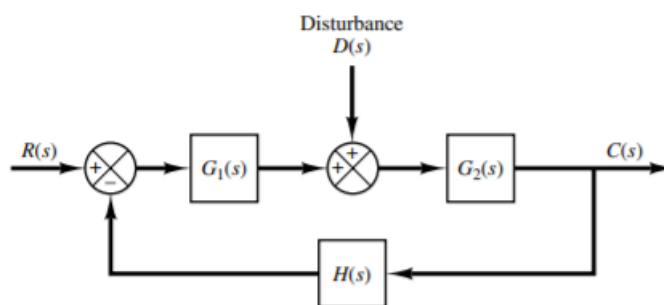 Disturbance
D(s)
R(s)
+
−
G₁(s)
+
+
G₂(s)
C(s)
H(s)